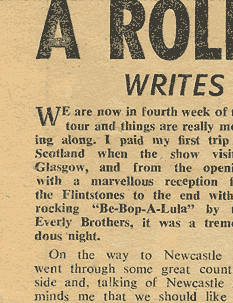 A ROL
WRITES
WE are now in fourth week of
tour and things are really mo
ing along. I paid my first trip
Scotland when the show visi
Glasgow, and from the openi
with a marvellous reception f
the Flintstones to the end with
rocking "Be-Bop-A-Lula" by t
Everly Brothers, it was a treme
dous night.
On the way to Newcastle
went through some great count
side and, talking of Newcastle
minds me that we should like